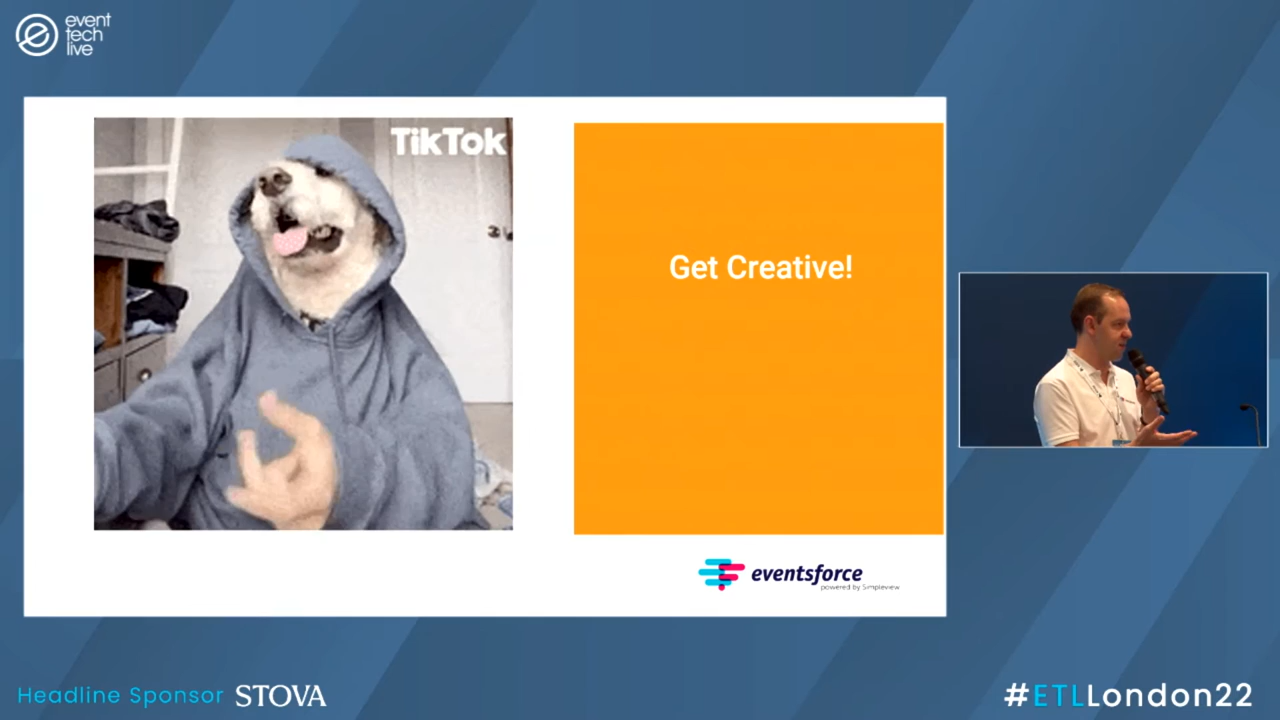 event
tech
live
TikTok
Get Creative!
eventsforce
powered by Simpleview
Headline Sponsor STOVA
#ETLLondon22